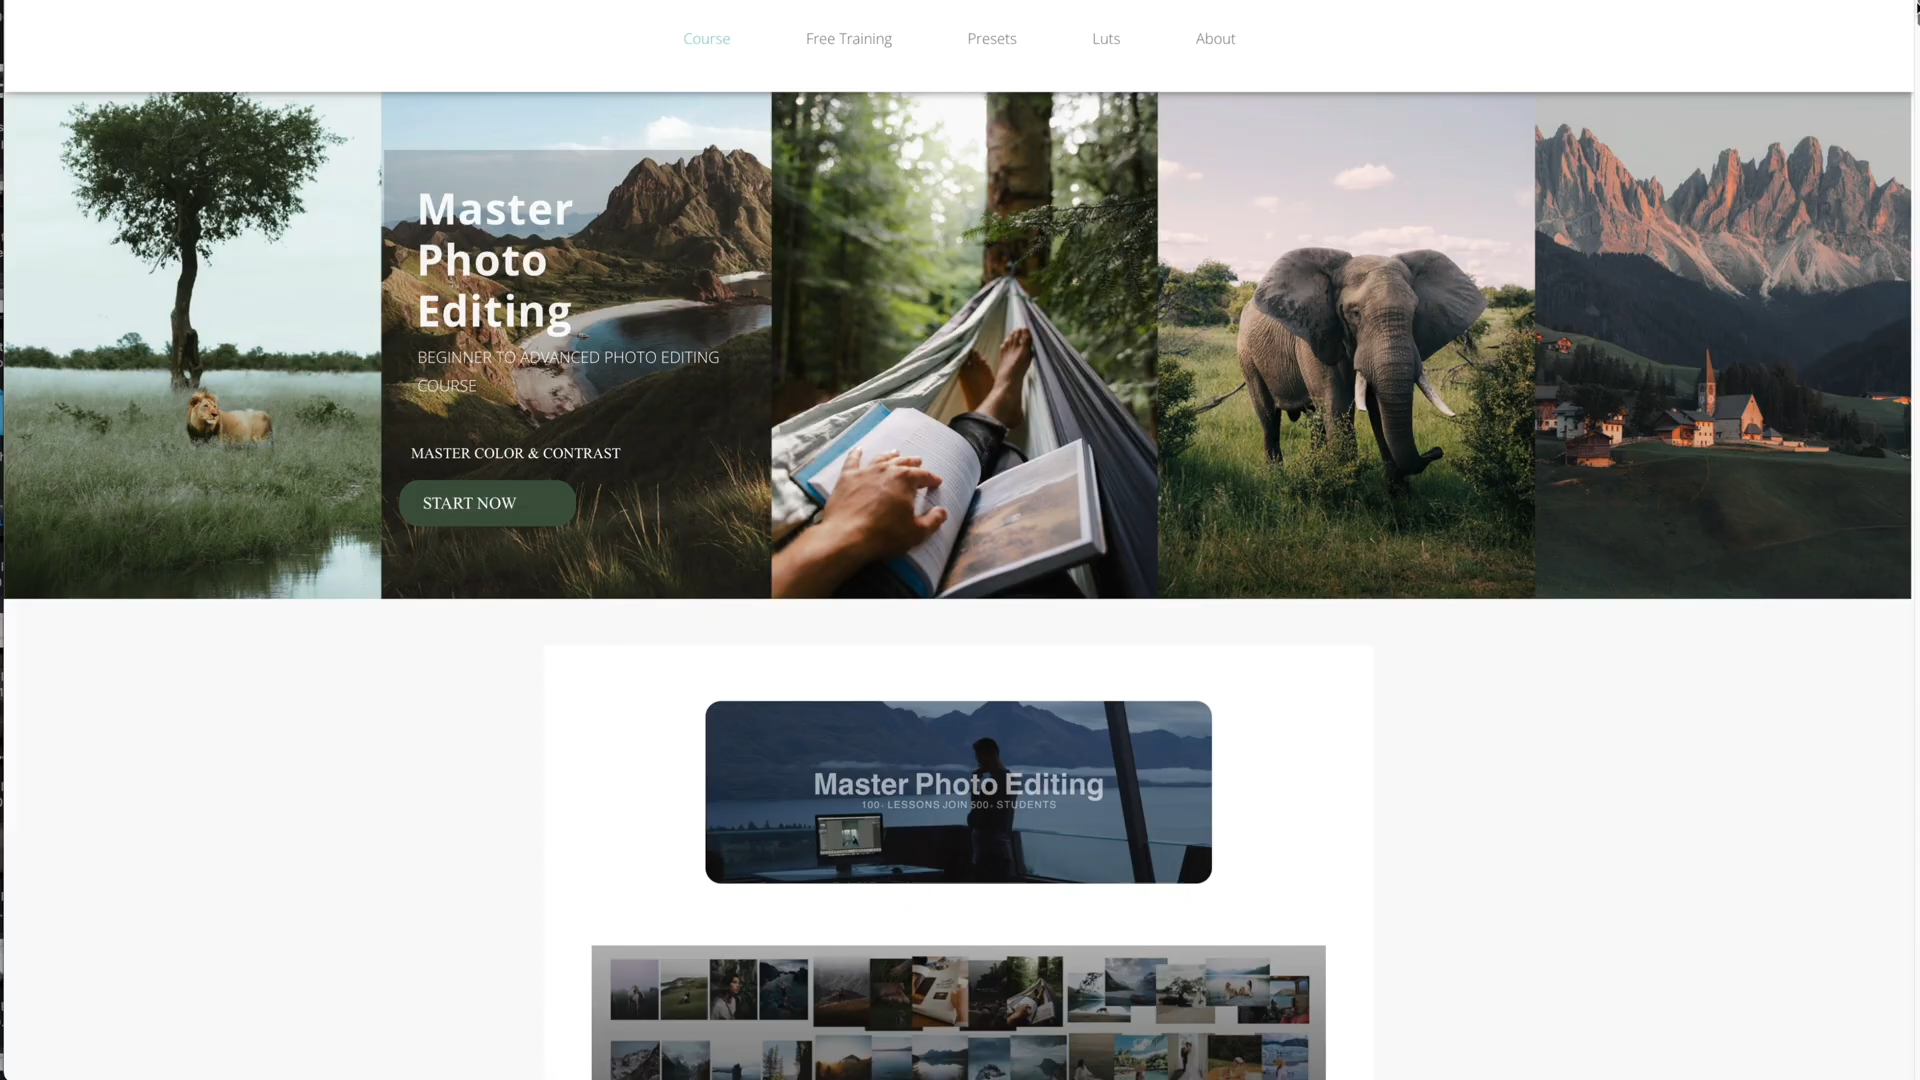 Course Free Training Presets Luts About
Master
Photo
Editing
BEGINNER TO ADVANCED PHOTO EDITING
COURSE
MASTER COLOR & CONTRAST
START NOW
Master Photo Editing
100+ LESSONS JOIN 500+ STUDENTS